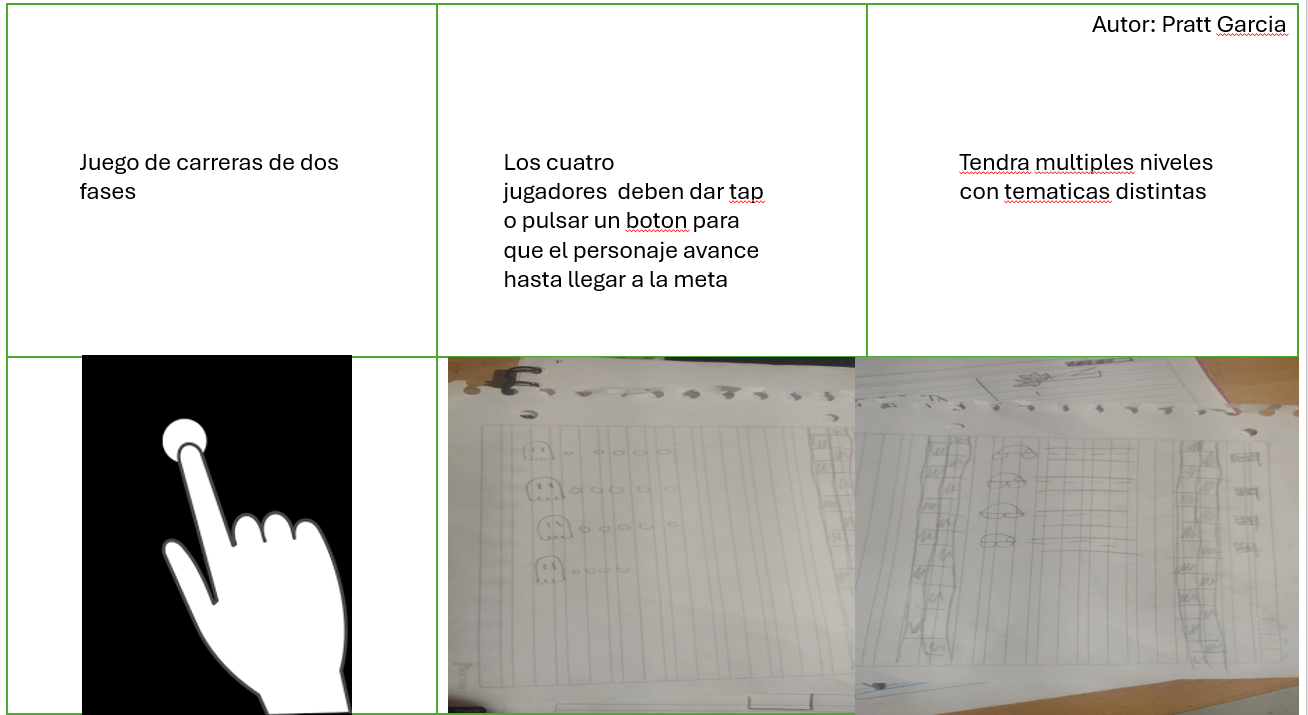 Autor: Pratt Garcia
Juego de carreras de dos
fases
Los cuatro
jugadores  deben dar tap
o pulsar un boton para
que el personaje avance
hasta llegar a la meta
Tendra multiples niveles
con tematicas distintas